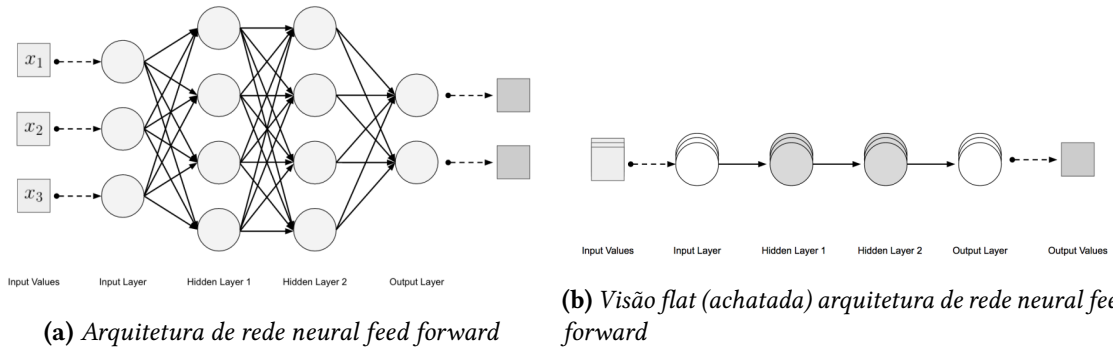 x₁
x₂
x₃
Input Values Input Layer Hidden Layer 1 Hidden Layer 2 Output Layer
(a) Arquitetura de rede neural feed forward
Input Values Input Layer Hidden Layer 1 Hidden Layer 2 Output Layer Output Values
(b) Visão flat (achatada) arquitetura de rede neural
forward